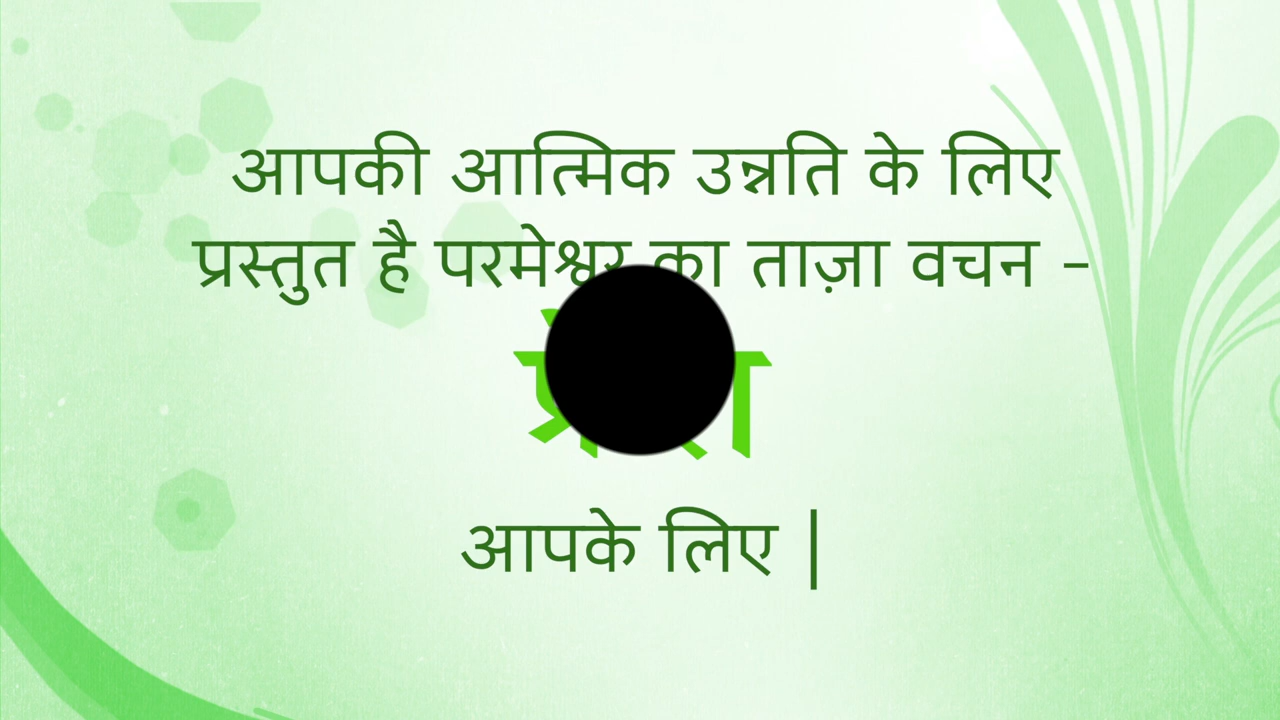 आपकी आत्मिक उन्नति के लिए
प्रस्तुत है परमेश्वर का ताज़ा वचन –
आपके लिए |